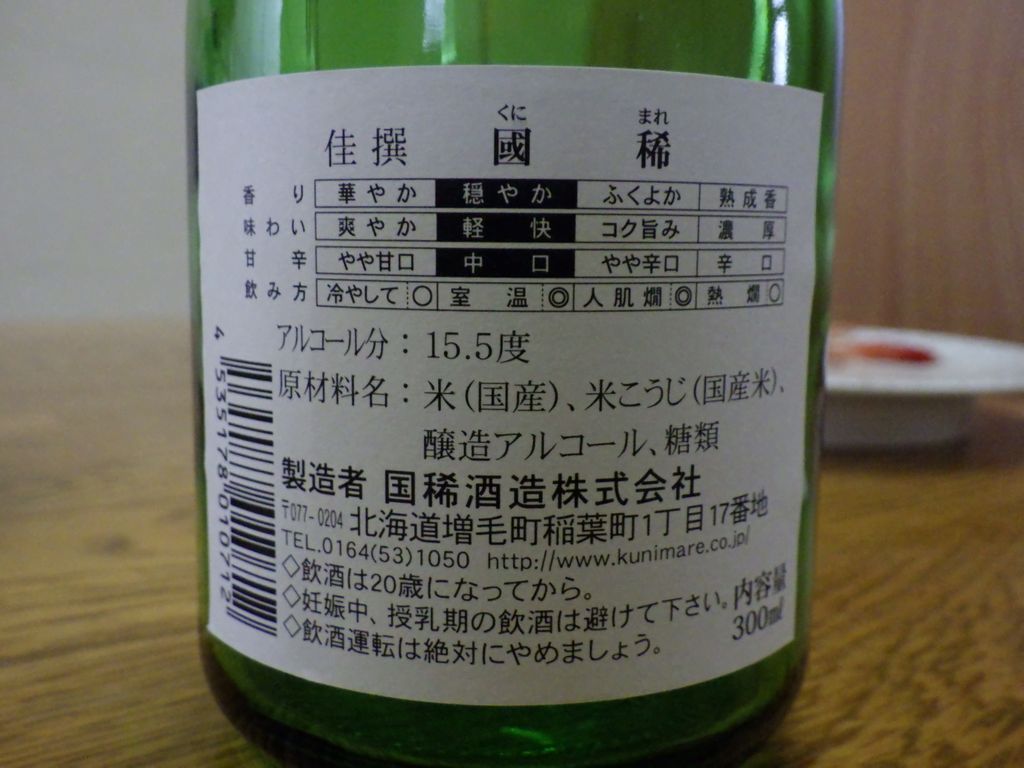 くに まれ
佳撰 國 稀
香り 華やか 穏やか ふくよか 熟成香
味わい 爽やか 軽快 コク旨み 濃厚
甘辛 やや甘口 中口 やや辛口 辛口
飲み方 冷やして ○ 室温 ◎ 人肌燗 ◎ 熱燗 ○
アルコール分：15.5度
原材料名：米(国産)、米こうじ(国産米)、
醸造アルコール、糖類
製造者 国稀酒造株式会社
〒077-0204 北海道増毛町稲葉町1丁目17番地
TEL.0164(53)1050 http://www.kunimare.co.jp/
◇飲酒は20歳になってから。
◇妊娠中、授乳期の飲酒は避けて下さい。
◇飲酒運転は絶対にやめましょう。
内容量
300ml
4 535178 010712